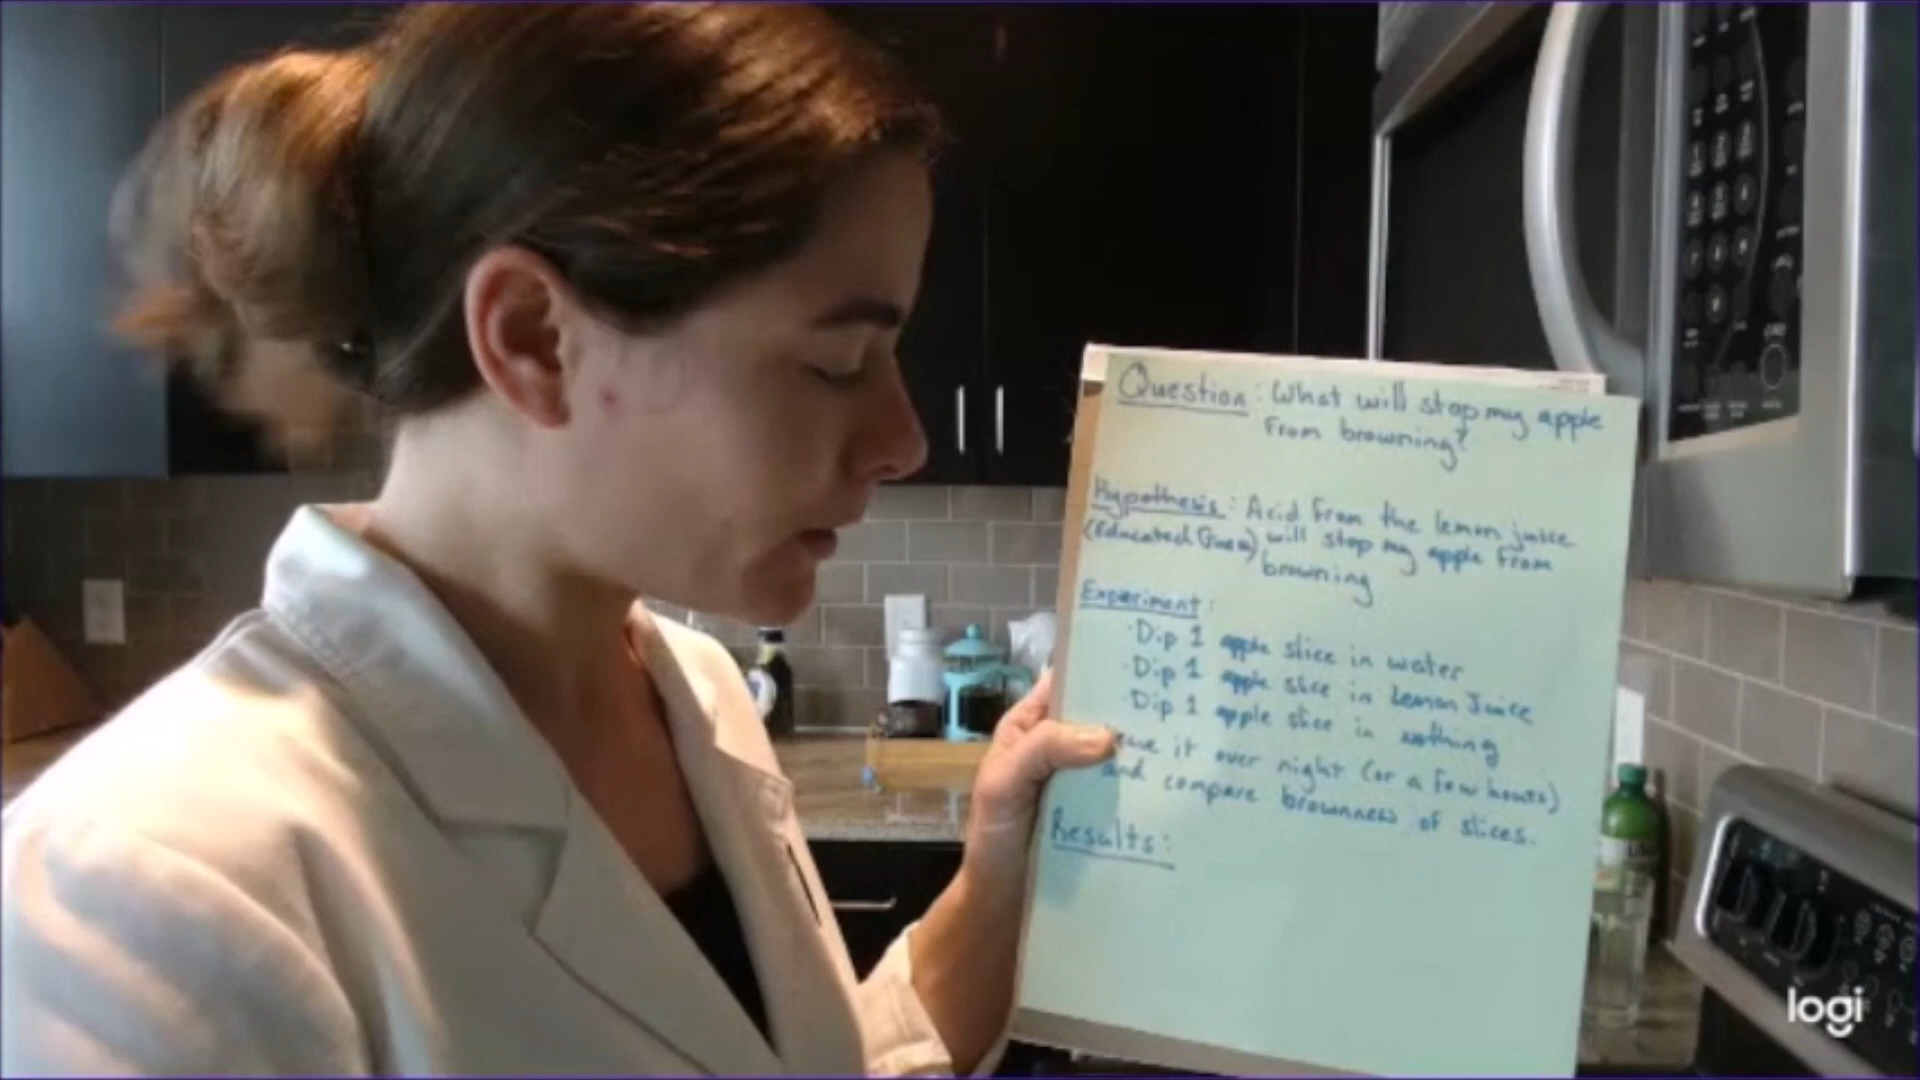 Question: What will stop my apple
from browning?
Hypothesis: Acid from the lemon juice
(Educated Guess) will stop my apple from
browning
Experiment:
· Dip 1 apple slice in water
· Dip 1 apple slice in Lemon Juice
· Dip 1 apple slice in nothing
it over night (or a few hours)
and compare brownness of slices.
Results:
logi